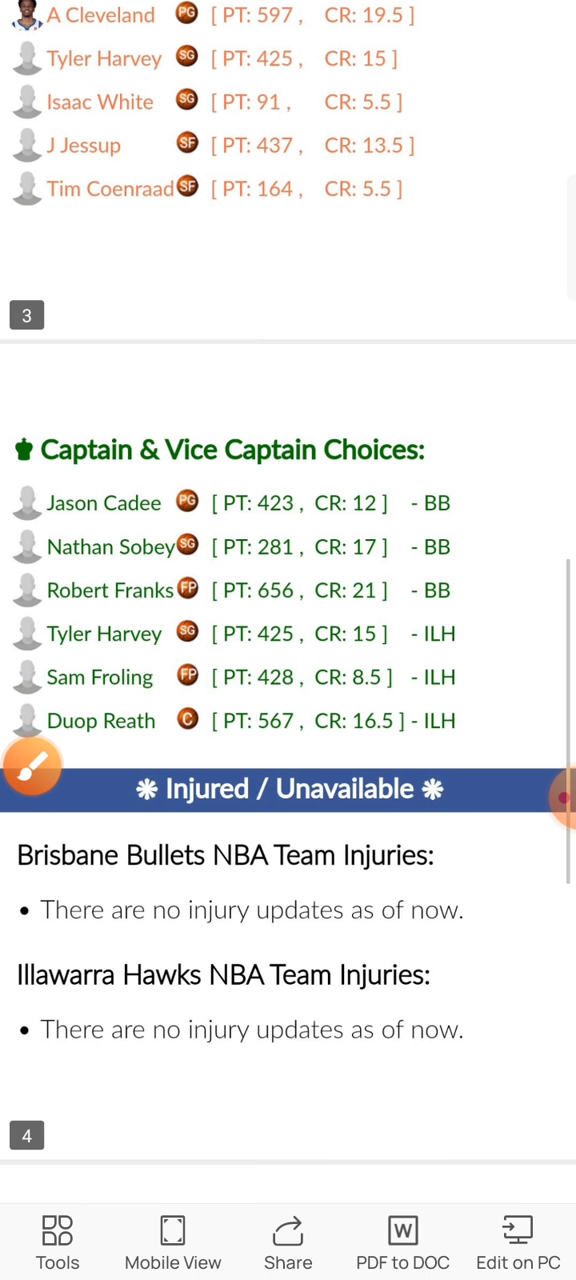 A Cleveland PG [ PT: 597 , CR: 19.5 ]
Tyler Harvey SG [ PT: 425 , CR: 15 ]
Isaac White SG [ PT: 91 , CR: 5.5 ]
J Jessup SF [ PT: 437 , CR: 13.5 ]
Tim Coenraad SF [ PT: 164 , CR: 5.5 ]
3
Captain & Vice Captain Choices:
Jason Cadee PG [ PT: 423 , CR: 12 ] - BB
Nathan Sobey SG [ PT: 281 , CR: 17 ] - BB
Robert Franks FP [ PT: 656 , CR: 21 ] - BB
Tyler Harvey SG [ PT: 425 , CR: 15 ] - ILH
Sam Froling FP [ PT: 428 , CR: 8.5 ] - ILH
Duop Reath C [ PT: 567 , CR: 16.5 ] - ILH
Injured / Unavailable
Brisbane Bullets NBA Team Injuries:
• There are no injury updates as of now.
Illawarra Hawks NBA Team Injuries:
• There are no injury updates as of now.
4
W
Tools Mobile View Share PDF to DOC Edit on PC